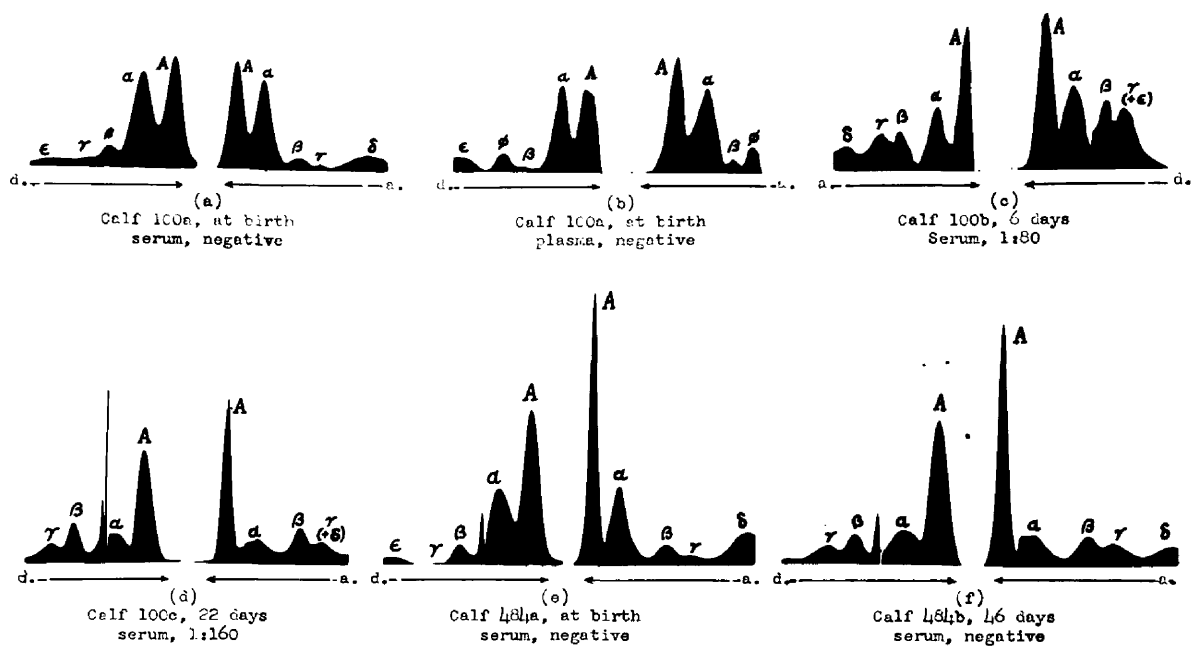 ε γ ø α A A α β γ δ
d. a.
(a)
Calf 100a, at birth
serum, negative
ε ø β α A A α β ø
d. a.
(b)
Calf 100a, at birth
plasma, negative
δ γ β α A A α β γ
(+ε)
a. d.
(c)
Calf 100b, 6 days
Serum, 1:80
γ β α A A α β γ
(+δ)
d. a.
(d)
Calf 100c, 22 days
serum, 1:160
ε γ β α A A α β γ δ
d. a.
(e)
Calf 484a, at birth
serum, negative
γ β α A A α β γ δ
d. a.
(f)
Calf 484b, 46 days
serum, negative